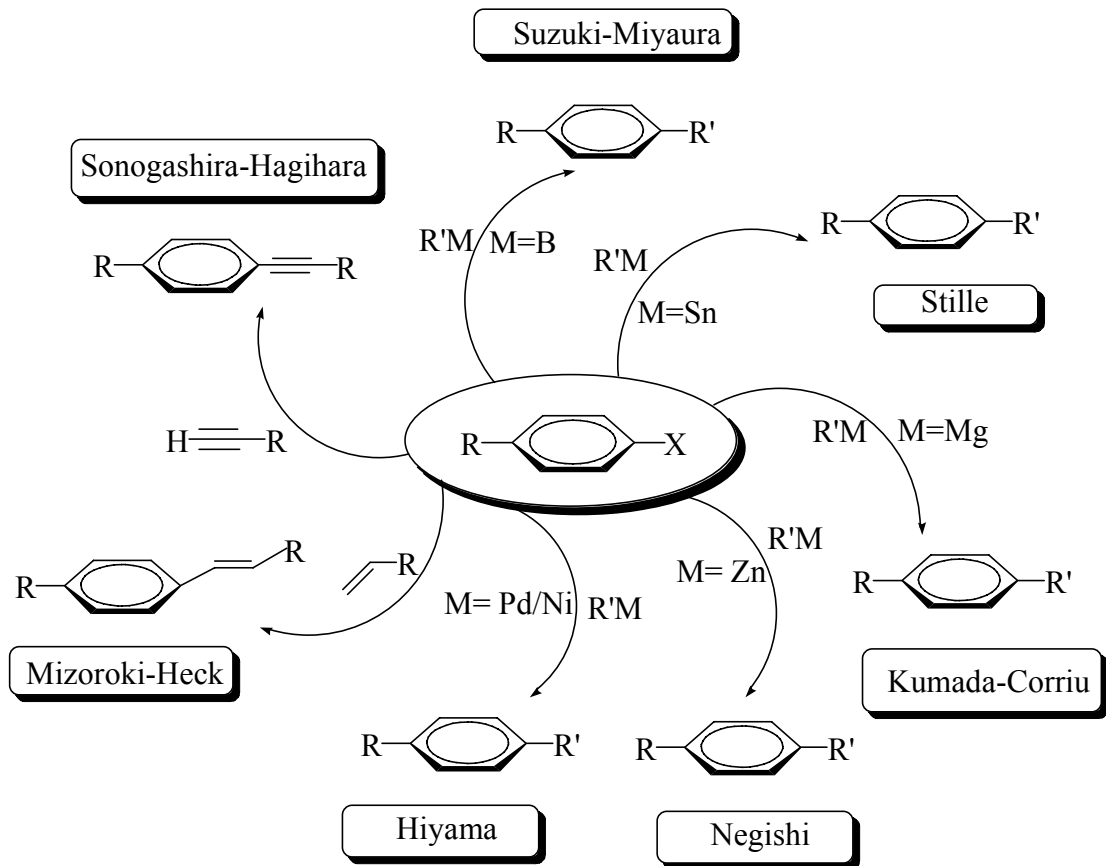 Suzuki-Miyaura
R
R'
Sonogashira-Hagihara
R
R
R'M M=B
R
R'
R'M
M=Sn
Stille
H
R
R
X
R'M M=Mg
R
R
M= Pd/Ni R'M
R'M
M= Zn
R
R'
Mizoroki-Heck
Kumada-Corriu
R
R'
R
R'
Hiyama
Negishi